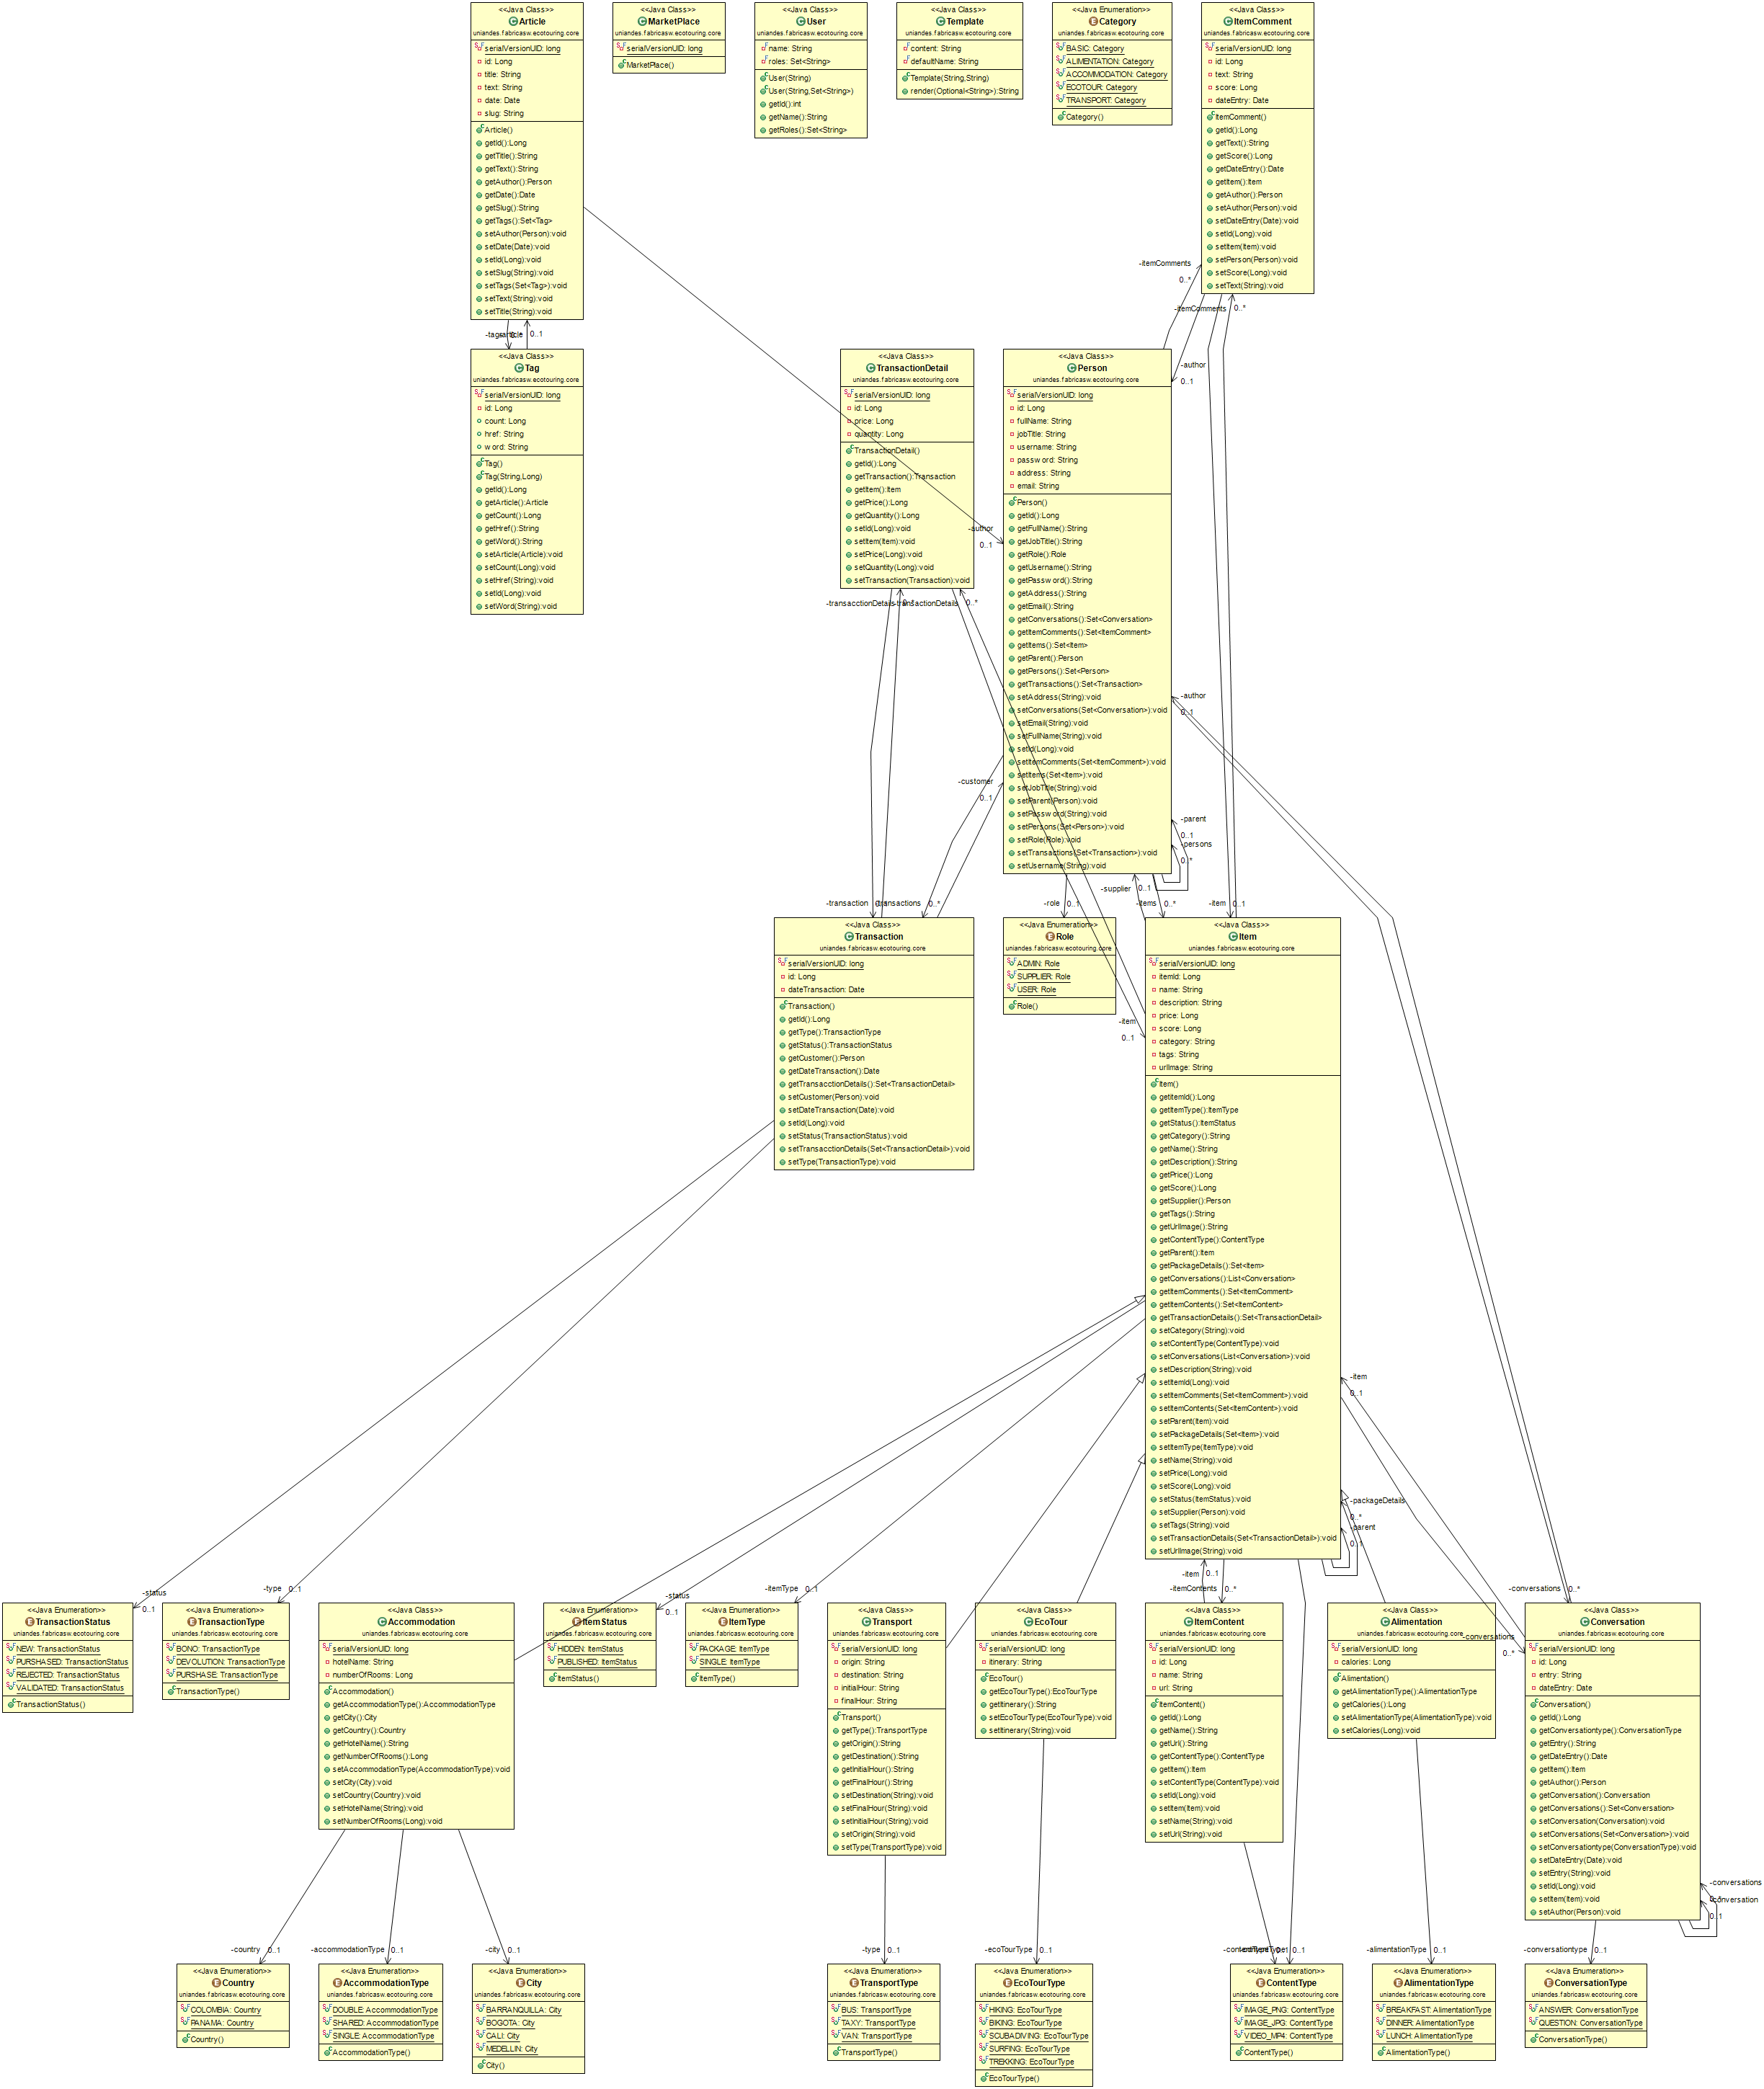 <<Java Class>>
Article
uniandes.fabricasw.ecotouring.core
serialVersionUID: long
id: Long
title: String
text: String
date: Date
slug: String
Article()
getId():Long
getTitle():String
getText():String
getAuthor():Person
getDate():Date
getSlug():String
getTags():Set<Tag>
setAuthor(Person):void
setDate(Date):void
setId(Long):void
setSlug(String):void
setTags(Set<Tag>):void
setText(String):void
setTitle(String):void
<<Java Class>>
MarketPlace
uniandes.fabricasw.ecotouring.core
serialVersionUID: long
MarketPlace()
<<Java Class>>
User
uniandes.fabricasw.ecotouring.core
name: String
roles: Set<String>
User(String)
User(String,Set<String>)
getId():int
getName():String
getRoles():Set<String>
<<Java Class>>
Template
uniandes.fabricasw.ecotouring.core
content: String
defaultName: String
Template(String,String)
render(Optional<String>):String
<<Java Enumeration>>
Category
uniandes.fabricasw.ecotouring.core
BASIC: Category
ALIMENTATION: Category
ACCOMMODATION: Category
ECOTOUR: Category
TRANSPORT: Category
Category()
<<Java Class>>
ItemComment
uniandes.fabricasw.ecotouring.core
serialVersionUID: long
id: Long
text: String
score: Long
dateEntry: Date
ItemComment()
getId():Long
getText():String
getScore():Long
getDateEntry():Date
getItem():Item
getAuthor():Person
setAuthor(Person):void
setDateEntry(Date):void
setId(Long):void
setItem(Item):void
setPerson(Person):void
setScore(Long):void
setText(String):void
-itemComments
0..*
-itemComments
0..*
0..1
<<Java Class>>
Tag
uniandes.fabricasw.ecotouring.core
serialVersionUID: long
id: Long
count: Long
href: String
word: String
Tag()
Tag(String,Long)
getId():Long
getArticle():Article
getCount():Long
getHref():String
getWord():String
setArticle(Article):void
setCount(Long):void
setHref(String):void
setId(Long):void
setWord(String):void
<<Java Class>>
TransactionDetail
uniandes.fabricasw.ecotouring.core
serialVersionUID: long
id: Long
price: Long
quantity: Long
TransactionDetail()
getId():Long
getTransaction():Transaction
getItem():Item
getPrice():Long
getQuantity():Long
setId(Long):void
setItem(Item):void
setPrice(Long):void
setQuantity(Long):void
setTransaction(Transaction):void
-author
0..1
<<Java Class>>
Person
uniandes.fabricasw.ecotouring.core
serialVersionUID: long
id: Long
fullName: String
jobTitle: String
username: String
password: String
address: String
email: String
Person()
getId():Long
getFullName():String
getJobTitle():String
getRole():Role
getUsername():String
getPassword():String
getAddress():String
getEmail():String
getConversations():Set<Conversation>
getItemComments():Set<ItemComment>
getItems():Set<Item>
getParent():Person
getPersons():Set<Person>
getTransactions():Set<Transaction>
setAddress(String):void
setConversations(Set<Conversation>):void
setEmail(String):void
setFullName(String):void
setId(Long):void
setItemComments(Set<ItemComment>):void
setItems(Set<Item>):void
setJobTitle(String):void
setParent(Person):void
setPassword(String):void
setPersons(Set<Person>):void
setRole(Role):void
setTransactions(Set<Transaction>):void
setUsername(String):void
-author
0..1
-author
0..1
-transacctionDetails
-transactionDetails
0..*
-customer
0..1
-parent
0..1
-persons
0..*
-supplier
0..1
-transaction
-transactions
0..*
-role
0..1
-items
0..*
-item
0..1
<<Java Class>>
Transaction
uniandes.fabricasw.ecotouring.core
serialVersionUID: long
id: Long
dateTransaction: Date
Transaction()
getId():Long
getType():TransactionType
getStatus():TransactionStatus
getCustomer():Person
getDateTransaction():Date
getTransacctionDetails():Set<TransactionDetail>
setCustomer(Person):void
setDateTransaction(Date):void
setId(Long):void
setStatus(TransactionStatus):void
setTransacctionDetails(Set<TransactionDetail>):void
setType(TransactionType):void
<<Java Enumeration>>
Role
uniandes.fabricasw.ecotouring.core
ADMIN: Role
SUPPLIER: Role
USER: Role
Role()
-item
0..1
<<Java Class>>
Item
uniandes.fabricasw.ecotouring.core
serialVersionUID: long
itemId: Long
name: String
description: String
price: Long
score: Long
category: String
tags: String
urlImage: String
Item()
getItemId():Long
getItemType():ItemType
getStatus():ItemStatus
getCategory():String
getName():String
getDescription():String
getPrice():Long
getScore():Long
getSupplier():Person
getTags():String
getUrlImage():String
getContentType():ContentType
getParent():Item
getPackageDetails():Set<Item>
getConversations():List<Conversation>
getItemComments():Set<ItemComment>
getItemContents():Set<ItemContent>
getTransactionDetails():Set<TransactionDetail>
setCategory(String):void
setContentType(ContentType):void
setConversations(List<Conversation>):void
setDescription(String):void
setItemId(Long):void
setItemComments(Set<ItemComment>):void
setItemContents(Set<ItemContent>):void
setParent(Item):void
setPackageDetails(Set<Item>):void
setItemType(ItemType):void
setName(String):void
setPrice(Long):void
setScore(Long):void
setStatus(ItemStatus):void
setSupplier(Person):void
setTags(String):void
setTransactionDetails(Set<TransactionDetail>):void
setUrlImage(String):void
-item
0..1
-packageDetails
0..*
-parent
0..1
-status
0..1
-type
0..1
-status
0..1
-itemType
0..1
-item
0..1
-itemContents
0..*
-conversations
0..*
-conversations
0..*
<<Java Enumeration>>
TransactionStatus
uniandes.fabricasw.ecotouring.core
NEW: TransactionStatus
PURSHASED: TransactionStatus
REJECTED: TransactionStatus
VALIDATED: TransactionStatus
TransactionStatus()
<<Java Enumeration>>
TransactionType
uniandes.fabricasw.ecotouring.core
BONO: TransactionType
DEVOLUTION: TransactionType
PURSHASE: TransactionType
TransactionType()
<<Java Class>>
Accommodation
uniandes.fabricasw.ecotouring.core
serialVersionUID: long
hotelName: String
numberOfRooms: Long
Accommodation()
getAccommodationType():AccommodationType
getCity():City
getCountry():Country
getHotelName():String
getNumberOfRooms():Long
setAccommodationType(AccommodationType):void
setCity(City):void
setCountry(Country):void
setHotelName(String):void
setNumberOfRooms(Long):void
<<Java Enumeration>>
ItemStatus
uniandes.fabricasw.ecotouring.core
HIDDEN: ItemStatus
PUBLISHED: ItemStatus
ItemStatus()
<<Java Enumeration>>
ItemType
uniandes.fabricasw.ecotouring.core
PACKAGE: ItemType
SINGLE: ItemType
ItemType()
<<Java Class>>
Transport
uniandes.fabricasw.ecotouring.core
serialVersionUID: long
origin: String
destination: String
initialHour: String
finalHour: String
Transport()
getType():TransportType
getOrigin():String
getDestination():String
getInitialHour():String
getFinalHour():String
setDestination(String):void
setFinalHour(String):void
setInitialHour(String):void
setOrigin(String):void
setType(TransportType):void
<<Java Class>>
EcoTour
uniandes.fabricasw.ecotouring.core
serialVersionUID: long
itinerary: String
EcoTour()
getEcoTourType():EcoTourType
getItinerary():String
setEcoTourType(EcoTourType):void
setItinerary(String):void
<<Java Class>>
ItemContent
uniandes.fabricasw.ecotouring.core
serialVersionUID: long
id: Long
name: String
url: String
ItemContent()
getId():Long
getName():String
getUrl():String
getContentType():ContentType
getItem():Item
setContentType(ContentType):void
setId(Long):void
setItem(Item):void
setName(String):void
setUrl(String):void
<<Java Class>>
Alimentation
uniandes.fabricasw.ecotouring.core
serialVersionUID: long
calories: Long
Alimentation()
getAlimentationType():AlimentationType
getCalories():Long
setAlimentationType(AlimentationType):void
setCalories(Long):void
<<Java Class>>
Conversation
uniandes.fabricasw.ecotouring.core
serialVersionUID: long
id: Long
entry: String
dateEntry: Date
Conversation()
getId():Long
getConversationtype():ConversationType
getEntry():String
getDateEntry():Date
getItem():Item
getAuthor():Person
getConversation():Conversation
getConversations():Set<Conversation>
setConversation(Conversation):void
setConversations(Set<Conversation>):void
setConversationtype(ConversationType):void
setDateEntry(Date):void
setEntry(String):void
setId(Long):void
setItem(Item):void
setAuthor(Person):void
-conversations
-conversation
0..1
-country
0..1
-accommodationType
0..1
-city
0..1
-type
0..1
-ecoTourType
0..1
0..1
-alimentationType
0..1
-conversationtype
0..1
<<Java Enumeration>>
Country
uniandes.fabricasw.ecotouring.core
COLOMBIA: Country
PANAMA: Country
Country()
<<Java Enumeration>>
AccommodationType
uniandes.fabricasw.ecotouring.core
DOUBLE: AccommodationType
SHARED: AccommodationType
SINGLE: AccommodationType
AccommodationType()
<<Java Enumeration>>
City
uniandes.fabricasw.ecotouring.core
BARRANQUILLA: City
BOGOTA: City
CALI: City
MEDELLIN: City
City()
<<Java Enumeration>>
TransportType
uniandes.fabricasw.ecotouring.core
BUS: TransportType
TAXY: TransportType
VAN: TransportType
TransportType()
<<Java Enumeration>>
EcoTourType
uniandes.fabricasw.ecotouring.core
HIKING: EcoTourType
BIKING: EcoTourType
SCUBADIVING: EcoTourType
SURFING: EcoTourType
TREKKING: EcoTourType
EcoTourType()
<<Java Enumeration>>
ContentType
uniandes.fabricasw.ecotouring.core
IMAGE_PNG: ContentType
IMAGE_JPG: ContentType
VIDEO_MP4: ContentType
ContentType()
<<Java Enumeration>>
AlimentationType
uniandes.fabricasw.ecotouring.core
BREAKFAST: AlimentationType
DINNER: AlimentationType
LUNCH: AlimentationType
AlimentationType()
<<Java Enumeration>>
ConversationType
uniandes.fabricasw.ecotouring.core
ANSWER: ConversationType
QUESTION: ConversationType
ConversationType()